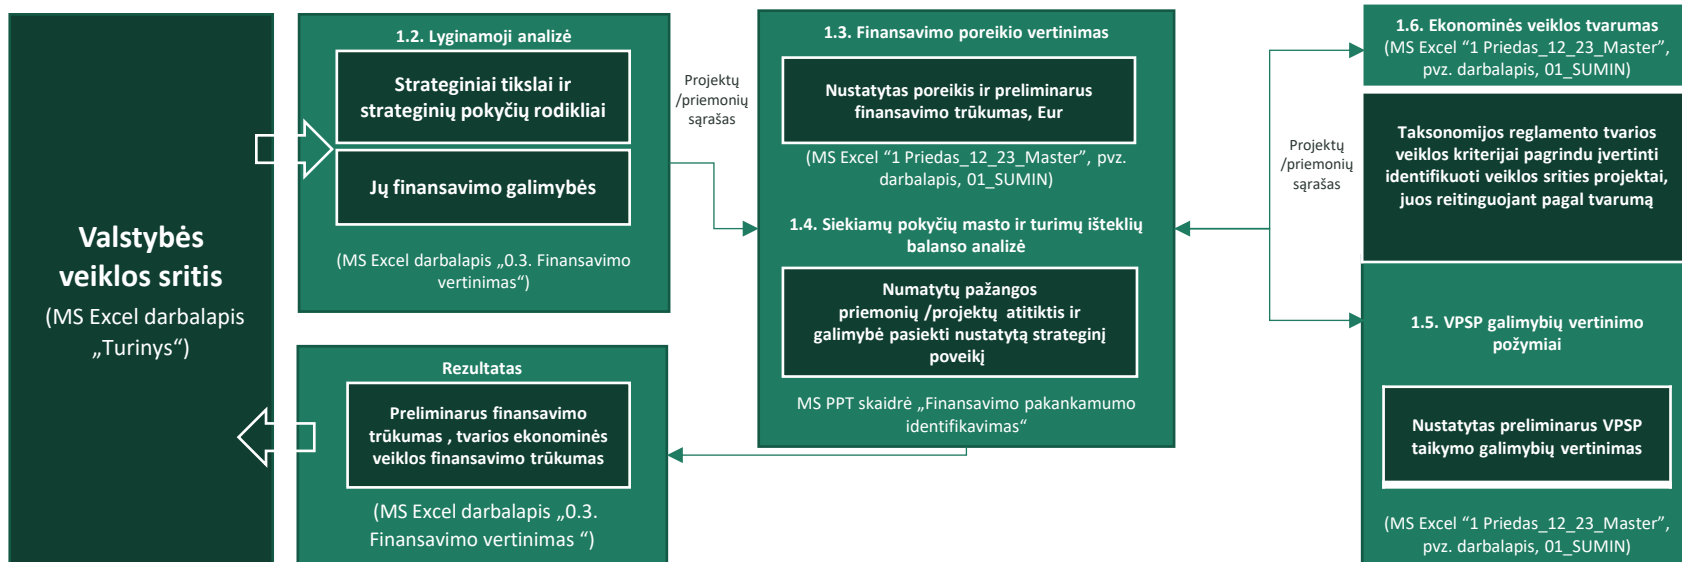 Valstybės
veiklos sritis
(MS Excel darbalapis
„Turinys“)
1.2. Lyginamoji analizė
Strateginiai tikslai ir
strateginių pokyčių rodikliai
Jų finansavimo galimybės
(MS Excel darbalapis „0.3. Finansavimo
vertinimas“)
Projektų
/priemonių
sąrašas
1.3. Finansavimo poreikio vertinimas
Nustatytas poreikis ir preliminarus
finansavimo trūkumas, Eur
(MS Excel “1 Priedas_12_23_Master”, pvz.
darbalapis, 01_SUMIN)
1.4. Siekiamų pokyčių masto ir turimų išteklių
balanso analizė
Numatytų pažangos
priemonių /projektų atitiktis ir
galimybė pasiekti nustatytą strateginį
poveikį
MS PPT skaidrė „Finansavimo pakankamumo
identifikavimas“
Rezultatas
Preliminarus finansavimo
trūkumas , tvarios ekonominės
veiklos finansavimo trūkumas
(MS Excel darbalapis „0.3.
Finansavimo vertinimas “)
Projektų
/priemonių
sąrašas
1.6. Ekonominės veiklos tvarumas
(MS Excel “1 Priedas_12_23_Master”,
pvz. darbalapis, 01_SUMIN)
Taksonomijos reglamento tvarios
veiklos kriterijai pagrindu įvertinti
identifikuoti veiklos srities projektai,
juos reitinguojant pagal tvarumą
1.5. VPSP galimybių vertinimo
požymiai
Nustatytas preliminarus VPSP
taikymo galimybių vertinimas
(MS Excel “1 Priedas_12_23_Master”,
pvz. darbalapis, 01_SUMIN)